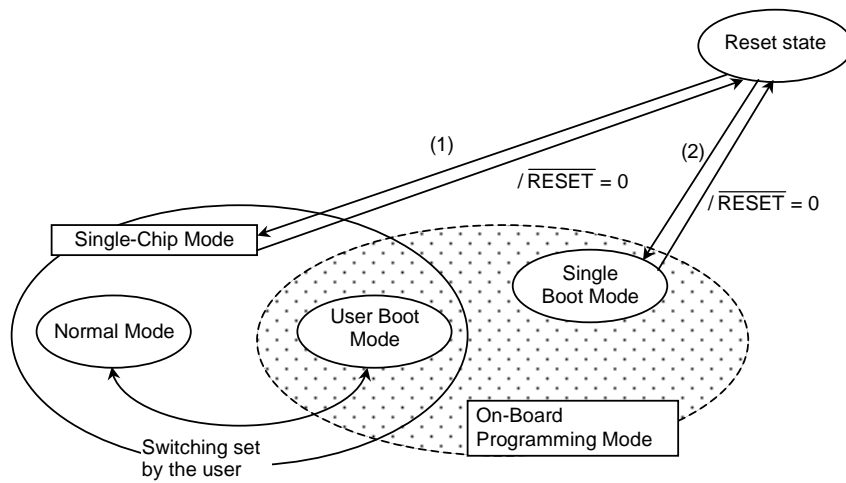 Reset state
(1)
(2)
/RESET = 0
/RESET = 0
Single-Chip Mode
Single
Boot Mode
Normal Mode
User Boot
Mode
On-Board
Programming Mode
Switching set
by the user